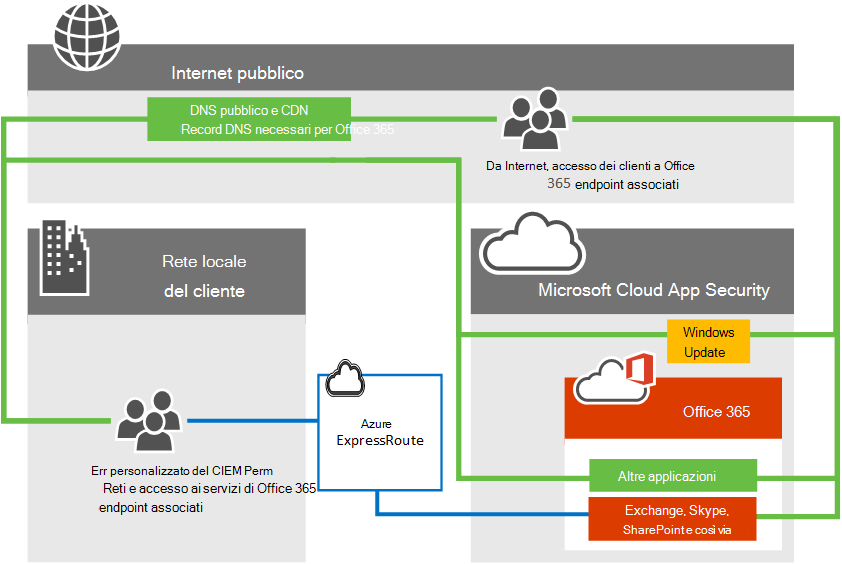 Internet pubblico
DNS pubblico e CDN
Record DNS necessari per Office 365
Da Internet, accesso dei clienti a Office
365 endpoint associati
Rete locale
del cliente
Microsoft Cloud App Security
Windows
Update
Office 365
Azure
ExpressRoute
Err personalizzato del CIEM Perm
Reti e accesso ai servizi di Office 365
endpoint associati
Altre applicazioni
Exchange, Skype,
SharePoint e così via